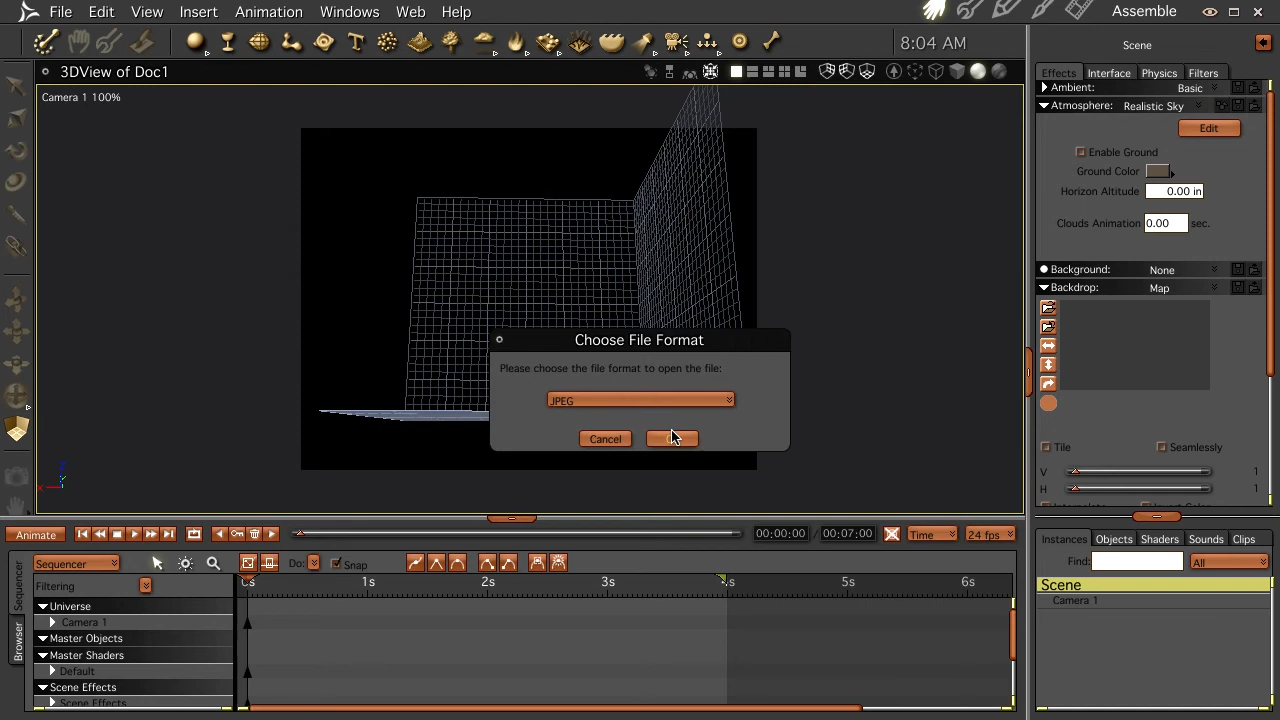 File Edit View Insert Animation Windows Web Help Assemble
8:04 AM
3DView of Doc1
Camera 1 100%
Scene
Effects Interface Physics Filters
Ambient: Basic
Atmosphere: Realistic Sky
Edit
Enable Ground
Ground Color
Horizon Altitude 0.00 in
Clouds Animation 0.00 sec.
Background: None
Backdrop: Map
Choose File Format
Please choose the file format to open the file:
JPEG
Cancel
Tile Seamlessly
V 1
H 1
Animate 00:00:00 / 00:07:00 Time 24 fps
Instances Objects Shaders Sounds Clips
Sequencer Do: Snap
Find: All
Filtering 1s 2s 3s 5s 6s
Scene
Camera 1
Sequencer
Browser
Universe
Camera 1
Master Objects
Master Shaders
Default
Scene Effects
Scene Effects